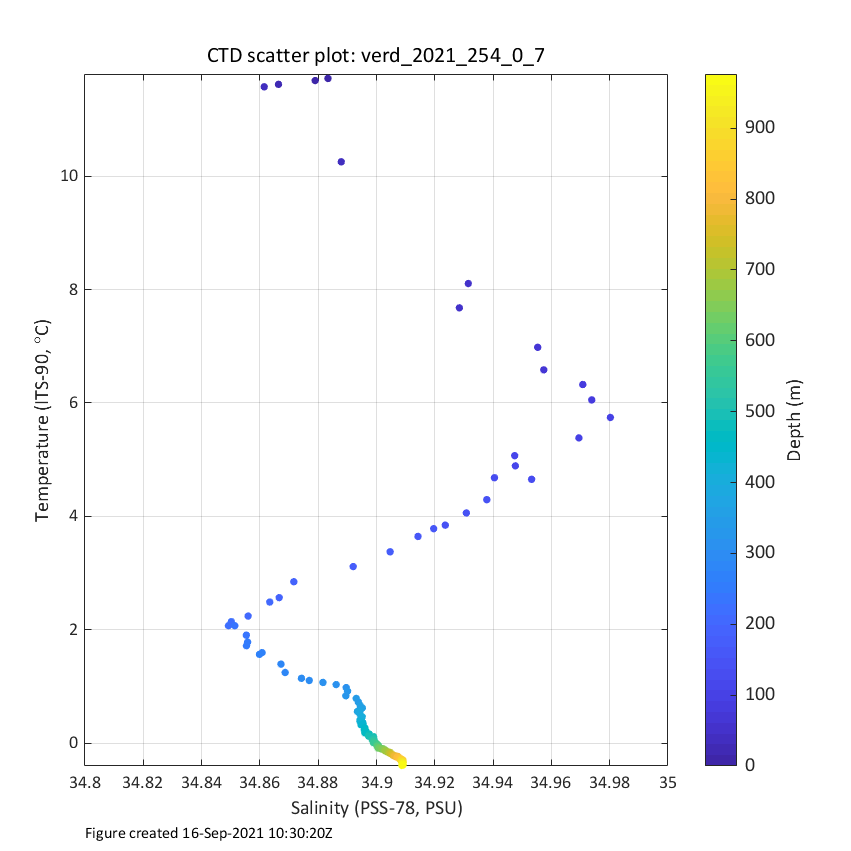 CTD scatter plot: verd_2021_254_0_7
10
8
6
4
2
0
Temperature (ITS-90, °C)
34.8 34.82 34.84 34.86 34.88 34.9 34.92 34.94 34.96 34.98 35
Salinity (PSS-78, PSU)
900
800
700
600
500
400
300
200
100
0
Depth (m)
Figure created 16-Sep-2021 10:30:20Z